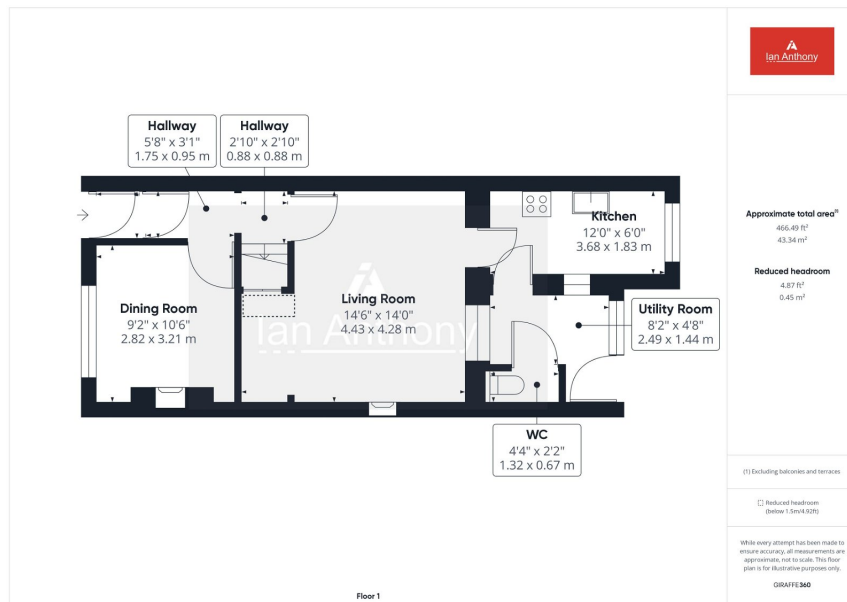 Hallway
5'8" x 3'1"
1.75 x 0.95 m
Hallway
2'10" x 2'10"
0.88 x 0.88 m
Kitchen
12'0" x 6'0"
3.68 x 1.83 m
Dining Room
9'2" x 10'6"
2.82 x 3.21 m
Living Room
14'6" x 14'0"
4.43 x 4.28 m
Ian Anthony
Utility Room
8'2" x 4'8"
2.49 x 1.44 m
WC
4'4" x 2'2"
1.32 x 0.67 m
Floor 1
Ian Anthony
Approximate total area⁽¹⁾
466.49 ft²
43.34 m²
Reduced headroom
4.87 ft²
0.45 m²
(1) Excluding balconies and terraces
Reduced headroom
(below 1.5m/4.92ft)
While every attempt has been made to
ensure accuracy, all measurements are
approximate, not to scale. This floor
plan is for illustrative purposes only.
GIRAFFE360